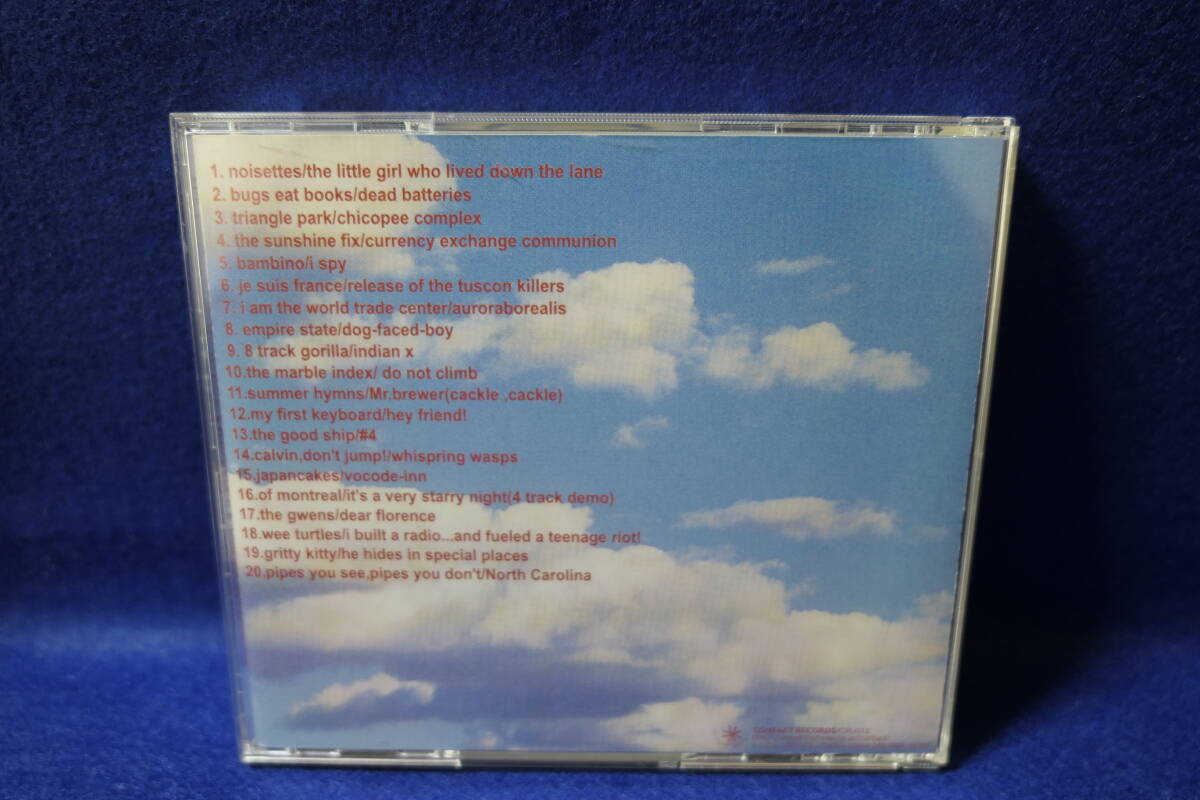 1. noisettes/the little girl who lived down the lane
2. bugs eat books/dead batteries
3. triangle park/chicopee complex
4. the sunshine fix/currency exchange communion
5. bambino/i spy
6. je suis france/release of the tuscon killers
7. i am the world trade center/auroraborealis
8. empire state/dog-faced-boy
9. 8 track gorilla/indian x
10.the marble index/ do not climb
11.summer hymns/Mr.brewer(cackle ,cackle)
12.my first keyboard/hey friend!
13.the good ship/#4
14.calvin,don't jump!/whispring wasps
15.japancakes/vocode-inn
16.of montreal/it's a very starry night(4 track demo)
17.the gwens/dear florence
18.wee turtles/i built a radio...and fueled a teenage riot!
19.gritty kitty/he hides in special places
20.pipes you see,pipes you don't/North Carolina
RECORDS